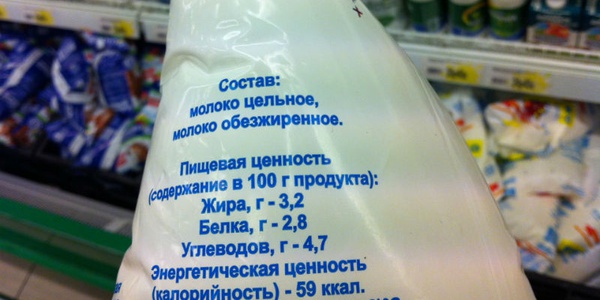 Состав:
молоко цельное,
молоко обезжиренное.
Пищевая ценность
(содержание в 100 г продукта):
Жира, г - 3,2
Белка, г - 2,8
Углеводов, г - 4,7
Энергетическая ценность
(калорийность) - 59 ккал.